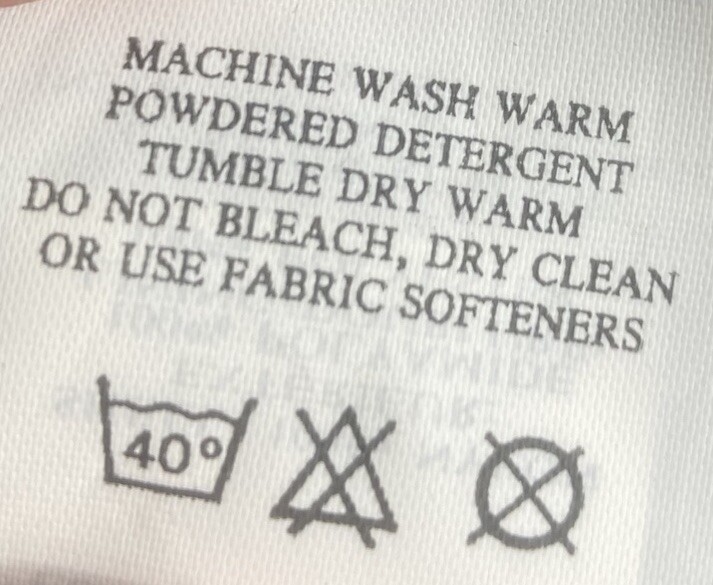 MACHINE WASH WARM
POWDERED DETERGENT
TUMBLE DRY WARM
DO NOT BLEACH, DRY CLEAN
OR USE FABRIC SOFTENERS
40°